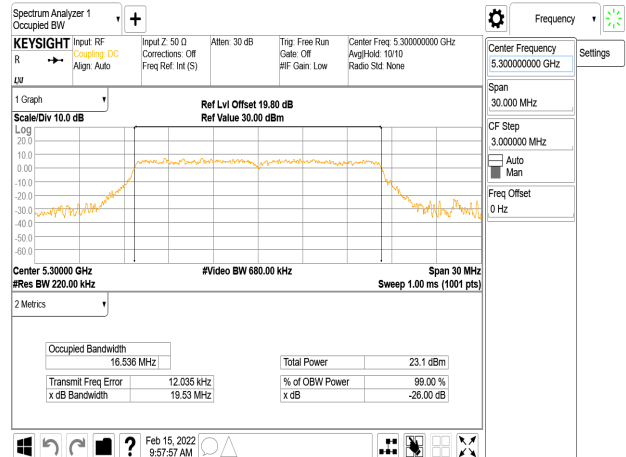 Spectrum Analyzer 1
Occupied BW
Frequency
KEYSIGHT
R
Input: RF
Coupling: DC
Align: Auto
Input Z: 50 Ω
Corrections: Off
Freq Ref: Int (S)
Atten: 30 dB
Trig: Free Run
Gate: Off
#IF Gain: Low
Center Freq: 5.300000000 GHz
Avg|Hold: 10/10
Radio Std: None
Center Frequency
5.300000000 GHz
Settings
Span
30.000 MHz
CF Step
3.000000 MHz
Auto
Man
Freq Offset
0 Hz
1 Graph
Scale/Div 10.0 dB
Ref Lvl Offset 19.80 dB
Ref Value 30.00 dBm
Log
20.0
10.0
0.00
-10.0
-20.0
-30.0
-40.0
-50.0
-60.0
Center 5.30000 GHz
#Video BW 680.00 kHz
Span 30 MHz
#Res BW 220.00 kHz
Sweep 1.00 ms (1001 pts)
2 Metrics
Occupied Bandwidth
16.536 MHz
Total Power 23.1 dBm
Transmit Freq Error 12.035 kHz
% of OBW Power 99.00 %
x dB Bandwidth 19.53 MHz
x dB -26.00 dB
?
Feb 15, 2022
9:57:57 AM